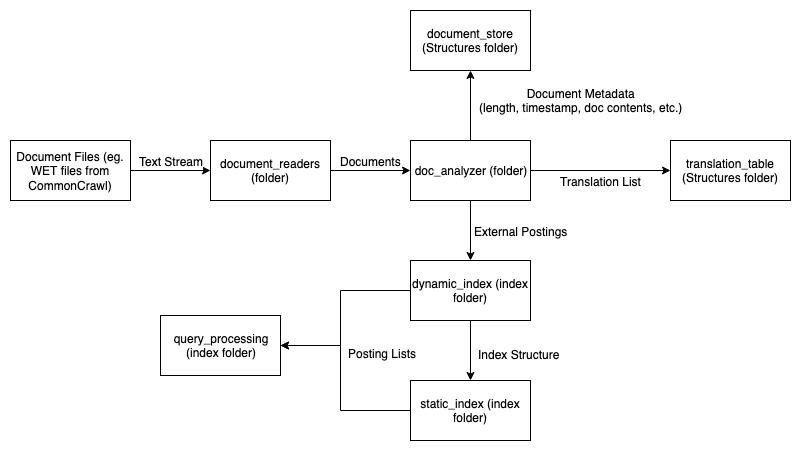 document_store
(Structures folder)
Document Metadata
(length, timestamp, doc contents, etc.)
Document Files (eg.
WET files from
CommonCrawl)
Text Stream
document_readers
(folder)
Documents
doc_analyzer (folder)
Translation List
translation_table
(Structures folder)
External Postings
dynamic_index (index
folder)
query_processing
(index folder)
Posting Lists
Index Structure
static_index (index
folder)